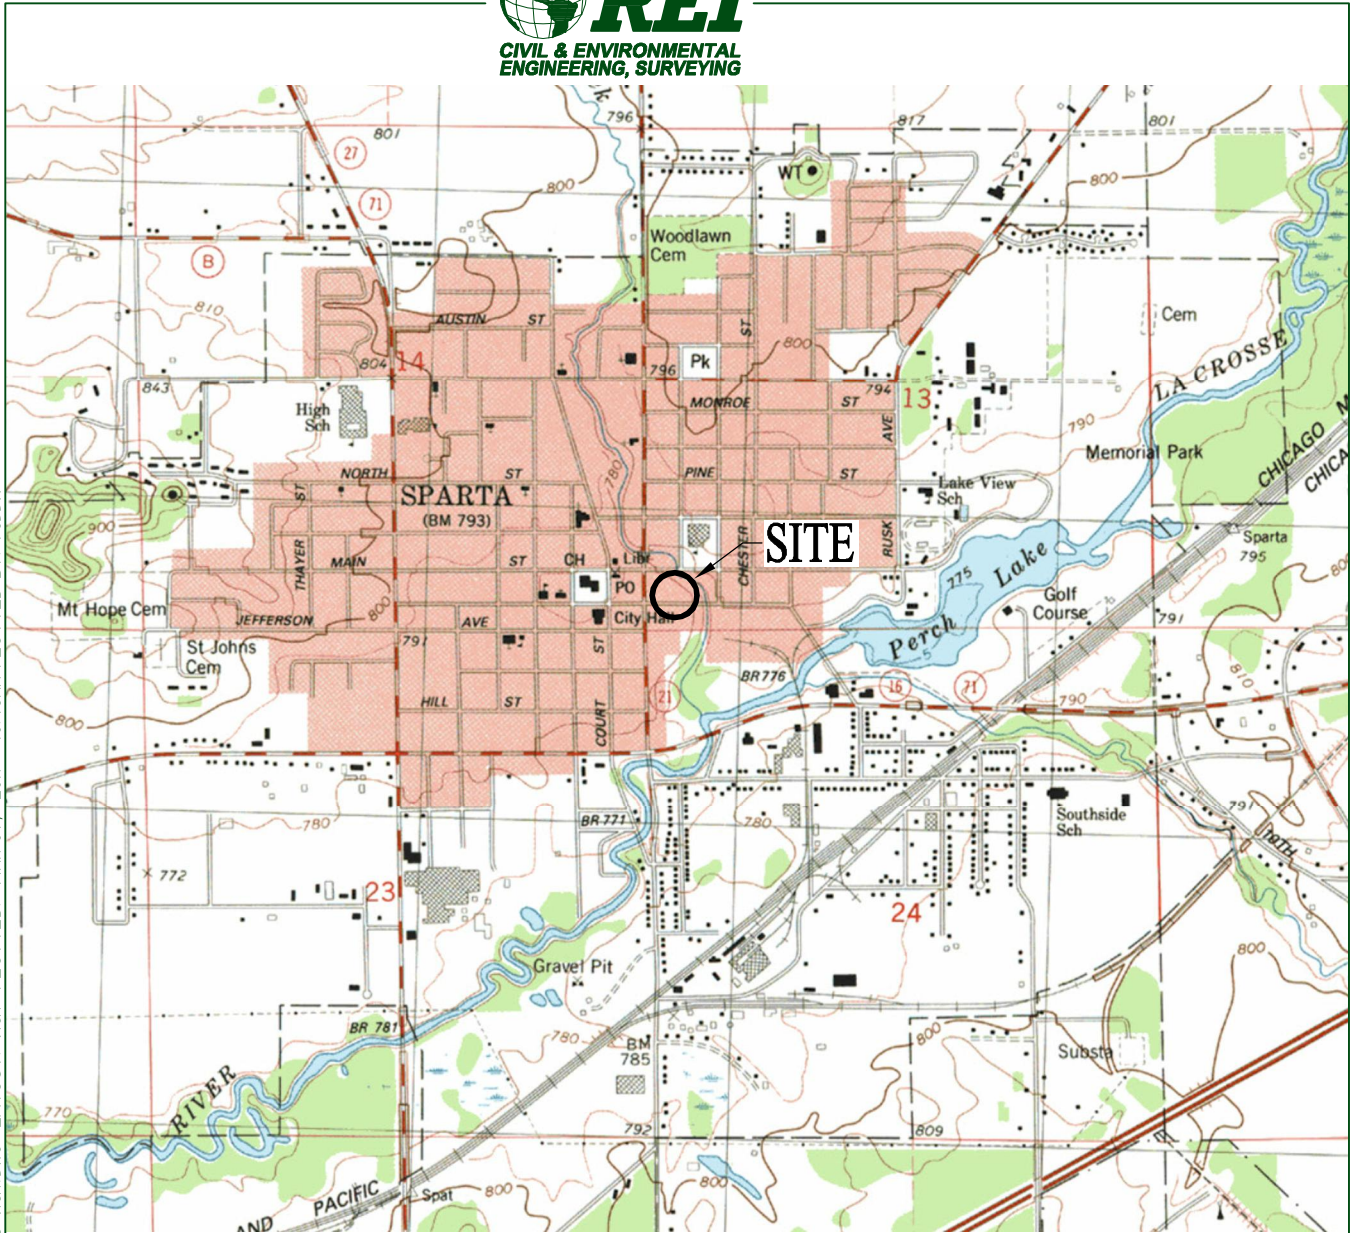 REI
CIVIL & ENVIRONMENTAL
ENGINEERING, SURVEYING
k
796
801
817
801
27
WT
800
800
71
Woodlawn
Cem
B
810
AUSTIN ST
ST
800
Cem
804
14
796
Pk
794
13
LA CROSSE
843
High
Sch
MONROE ST
AVE
790
Memorial Park
CHICAGO
NORTH ST
780
PINE ST
Lake View
Sch
ST
SPARTA
(BM 793)
900
SITE
CHESTER
RUSK
Sparta
795
THAYER
MAIN ST
CH
Libr
PO
775
Perch Lake
5
Golf
Course
800
Mt Hope Cem
JEFFERSON AVE
City Hall
791
791
St Johns
Cem
ST
BR 776
810
800
HILL ST
COURT
21
16
71
790
780
BR 771
780
Southside
Sch
791
772
23
24
Gravel Pit
800
BR 781
780
BM
785
800
Substa
770
RIVER
792
809
PACIFIC
AND
Spat
800
800